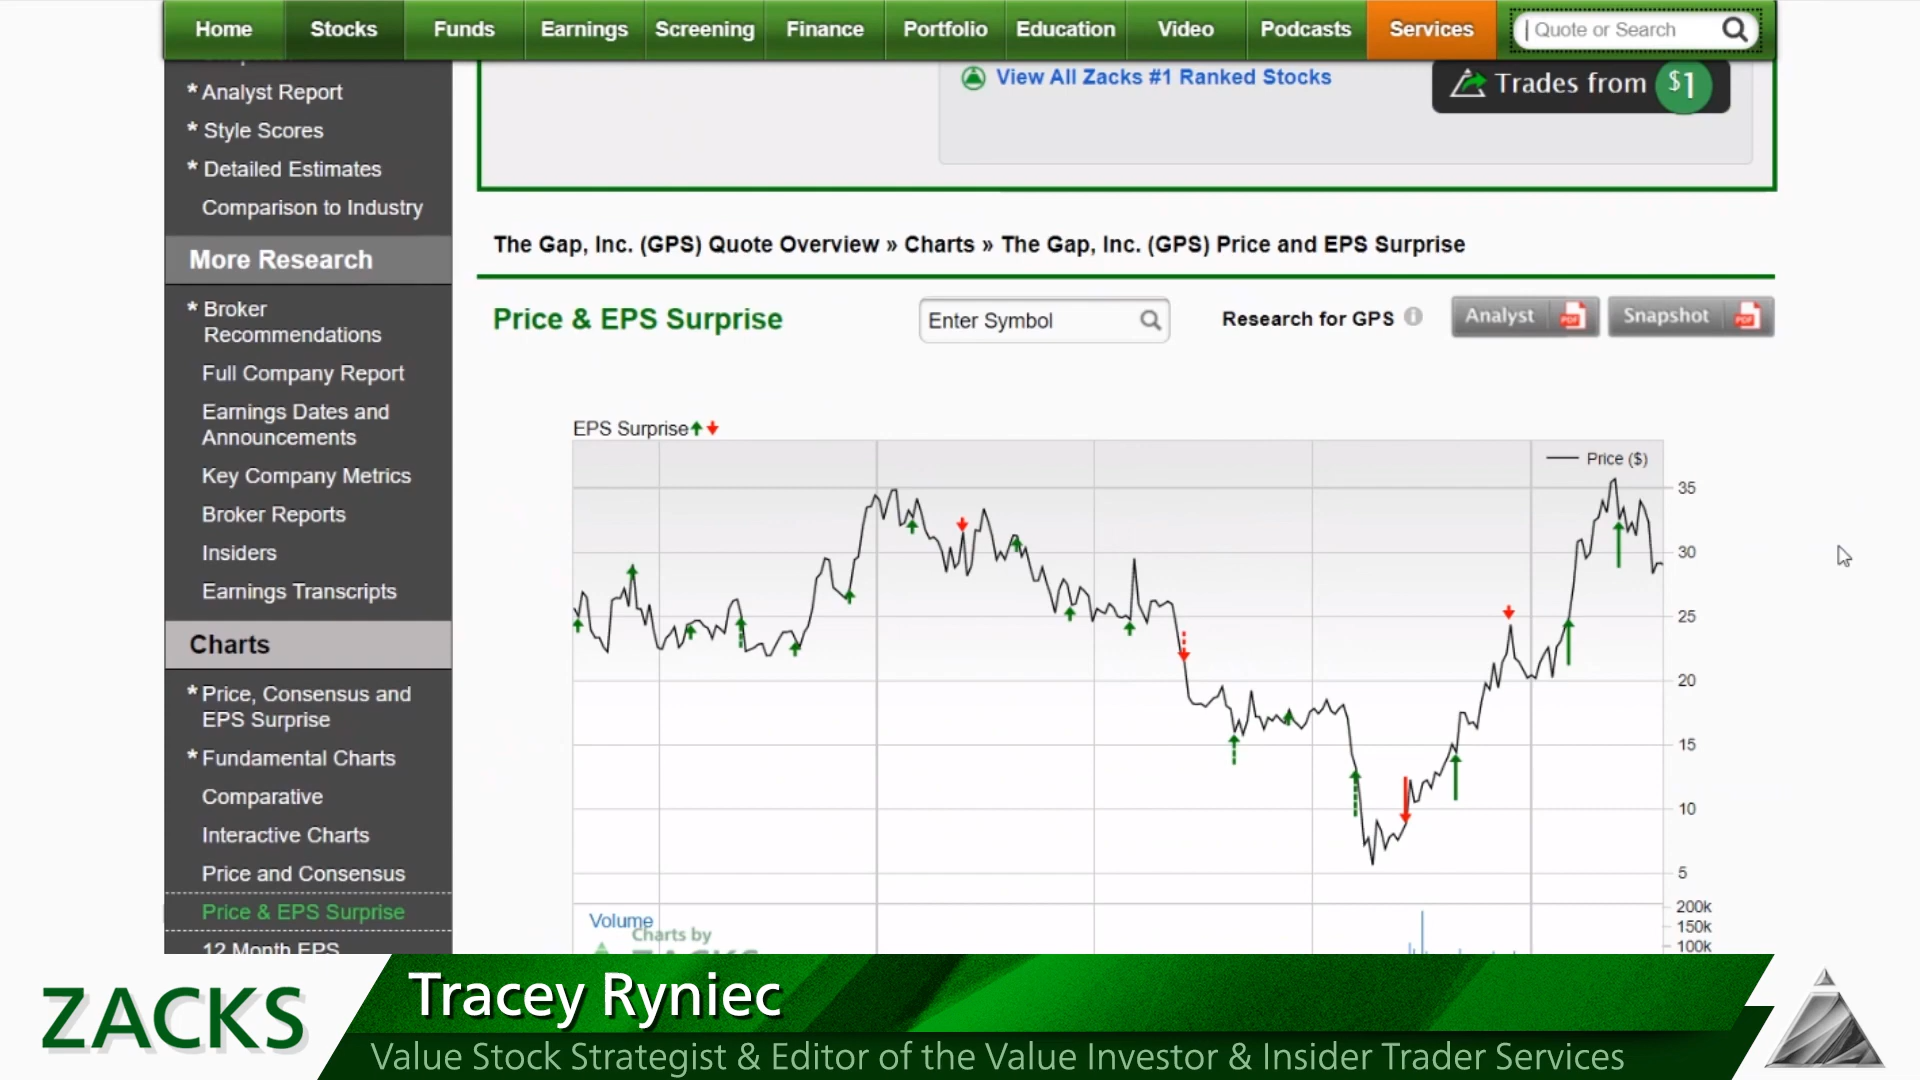 Home Stocks Funds Earnings Screening Finance Portfolio Education Video Podcasts Services Quote or Search
* Analyst Report
* Style Scores
* Detailed Estimates
Comparison to Industry
More Research
* Broker
Recommendations
Full Company Report
Earnings Dates and
Announcements
Key Company Metrics
Broker Reports
Insiders
Earnings Transcripts
Charts
* Price, Consensus and
EPS Surprise
* Fundamental Charts
Comparative
Interactive Charts
Price and Consensus
Price & EPS Surprise
12 Month EPS
View All Zacks #1 Ranked Stocks
Trades from $1
The Gap, Inc. (GPS) Quote Overview » Charts » The Gap, Inc. (GPS) Price and EPS Surprise
Price & EPS Surprise
Enter Symbol
Research for GPS
Analyst PDF
Snapshot PDF
EPS Surprise
Price ($)
35
30
25
20
15
10
5
200k
150k
100k
Volume
Charts by
ZACKS
ZACKS
Tracey Ryniec
Value Stock Strategist & Editor of the Value Investor & Insider Trader Services